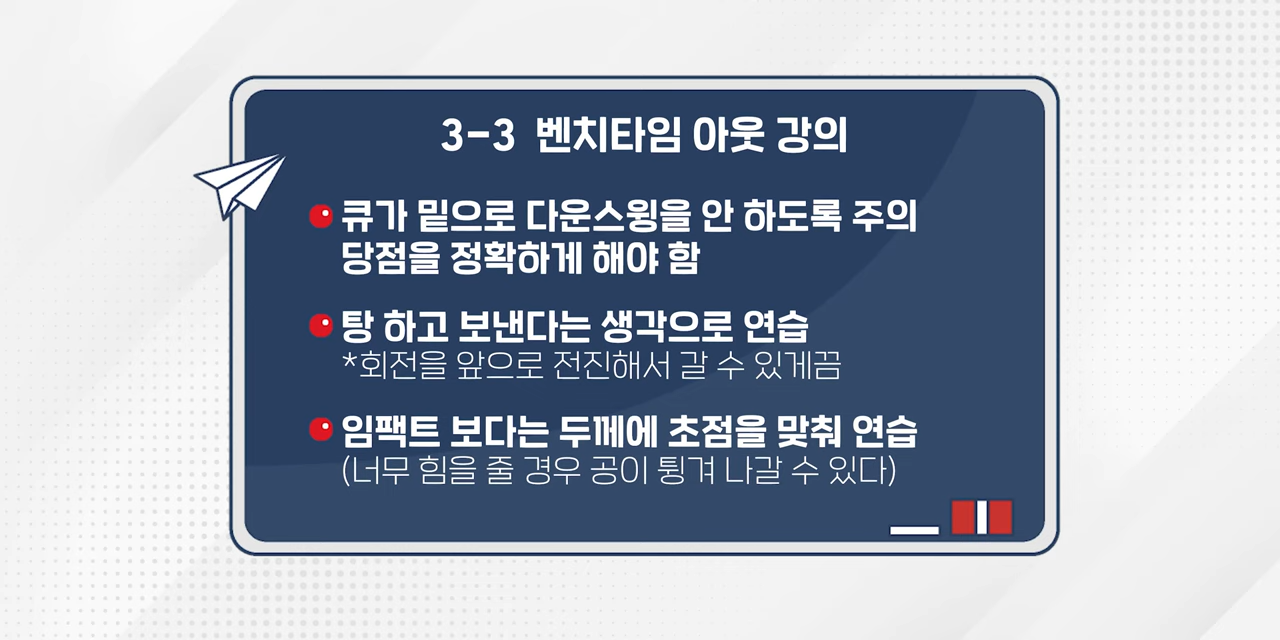 3-3 벤치타임 아웃 강의
큐가 밑으로 다운스윙을 안 하도록 주의
당점을 정확하게 해야 함
탕 하고 보낸다는 생각으로 연습
*회전을 앞으로 전진해서 갈 수 있게끔
임팩트 보다는 두께에 초점을 맞춰 연습
(너무 힘을 줄 경우 공이 튕겨 나갈 수 있다)